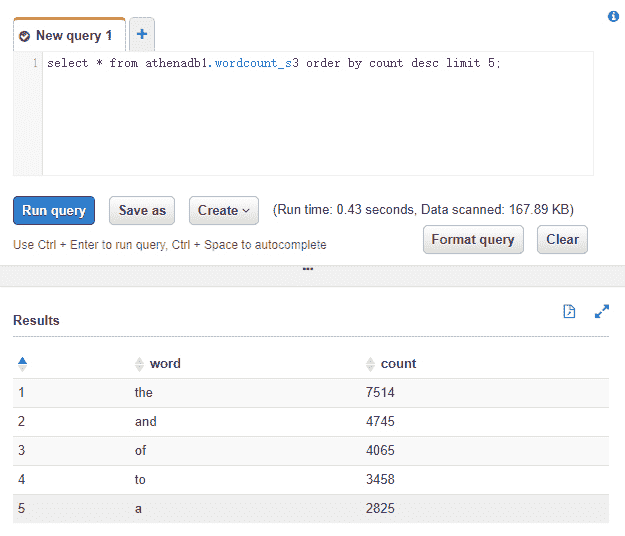 New query 1 +
1 select * from athenadb1.wordcount_s3 order by count desc limit 5;
Run query Save as Create (Run time: 0.43 seconds, Data scanned: 167.89 KB)
Use Ctrl + Enter to run query, Ctrl + Space to autocomplete Format query Clear
Results
word count
1 the 7514
2 and 4745
3 of 4065
4 to 3458
5 a 2825